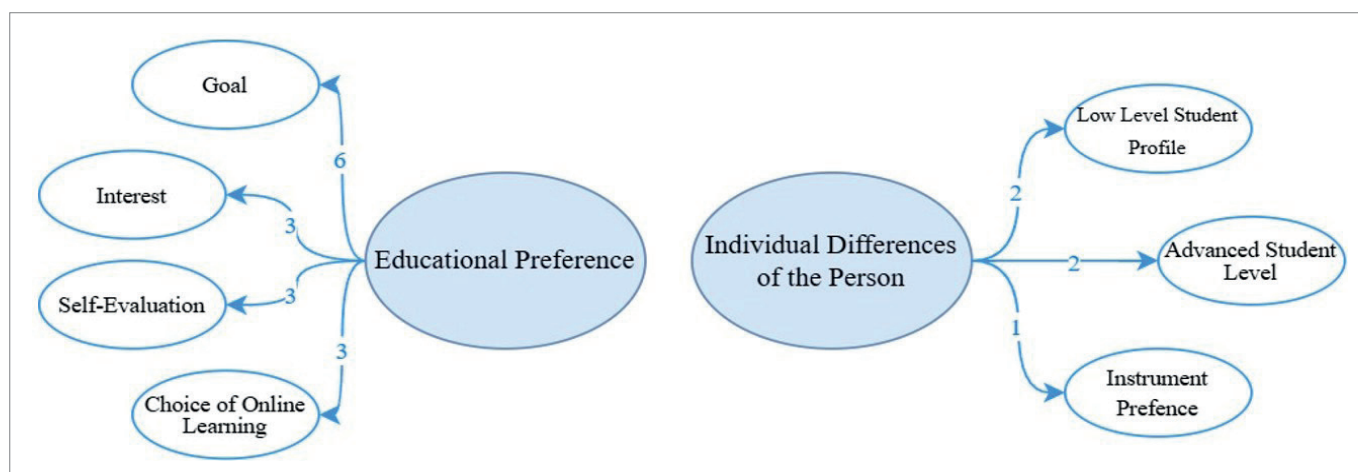 Goal
6
Interest
3
Educational Preference
3
Self-Evaluation
3
Choice of Online
Learning
Low Level Student
Profile
2
Individual Differences
of the Person
2
Advanced Student
Level
1
Instrument
Prefence